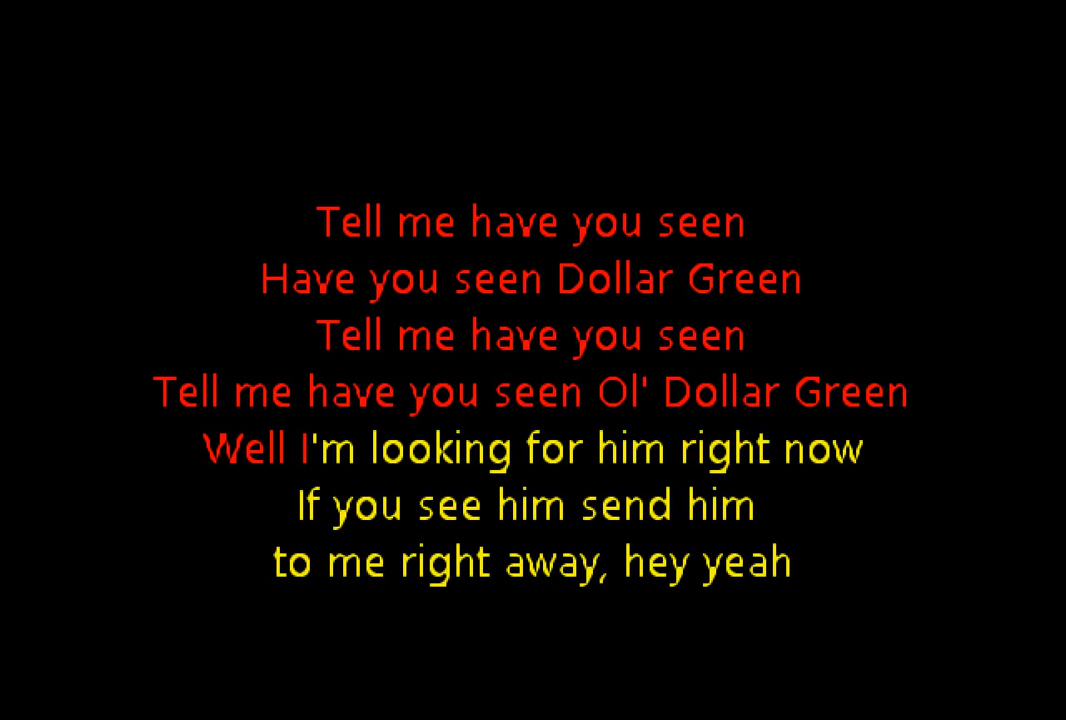 Tell me have you seen
Have you seen Dollar Green
Tell me have you seen
Tell me have you seen Ol' Dollar Green
Well I'm looking for him right now
If you see him send him
to me right away, hey yeah